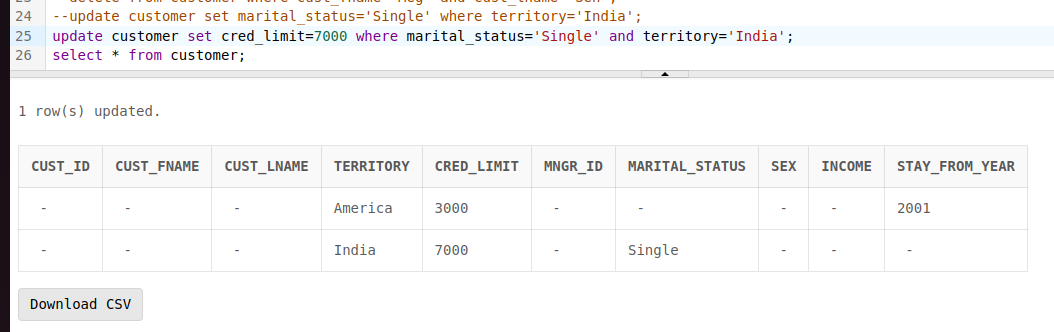 24 --update customer set marital_status='Single' where territory='India';
25 update customer set cred_limit=7000 where marital_status='Single' and territory='India';
26 select * from customer;
1 row(s) updated.
CUST_ID CUST_FNAME CUST_LNAME TERRITORY CRED_LIMIT MNGR_ID MARITAL_STATUS SEX INCOME STAY_FROM_YEAR
- - - America 3000 - - - - 2001
- - - India 7000 - Single - - -
Download CSV